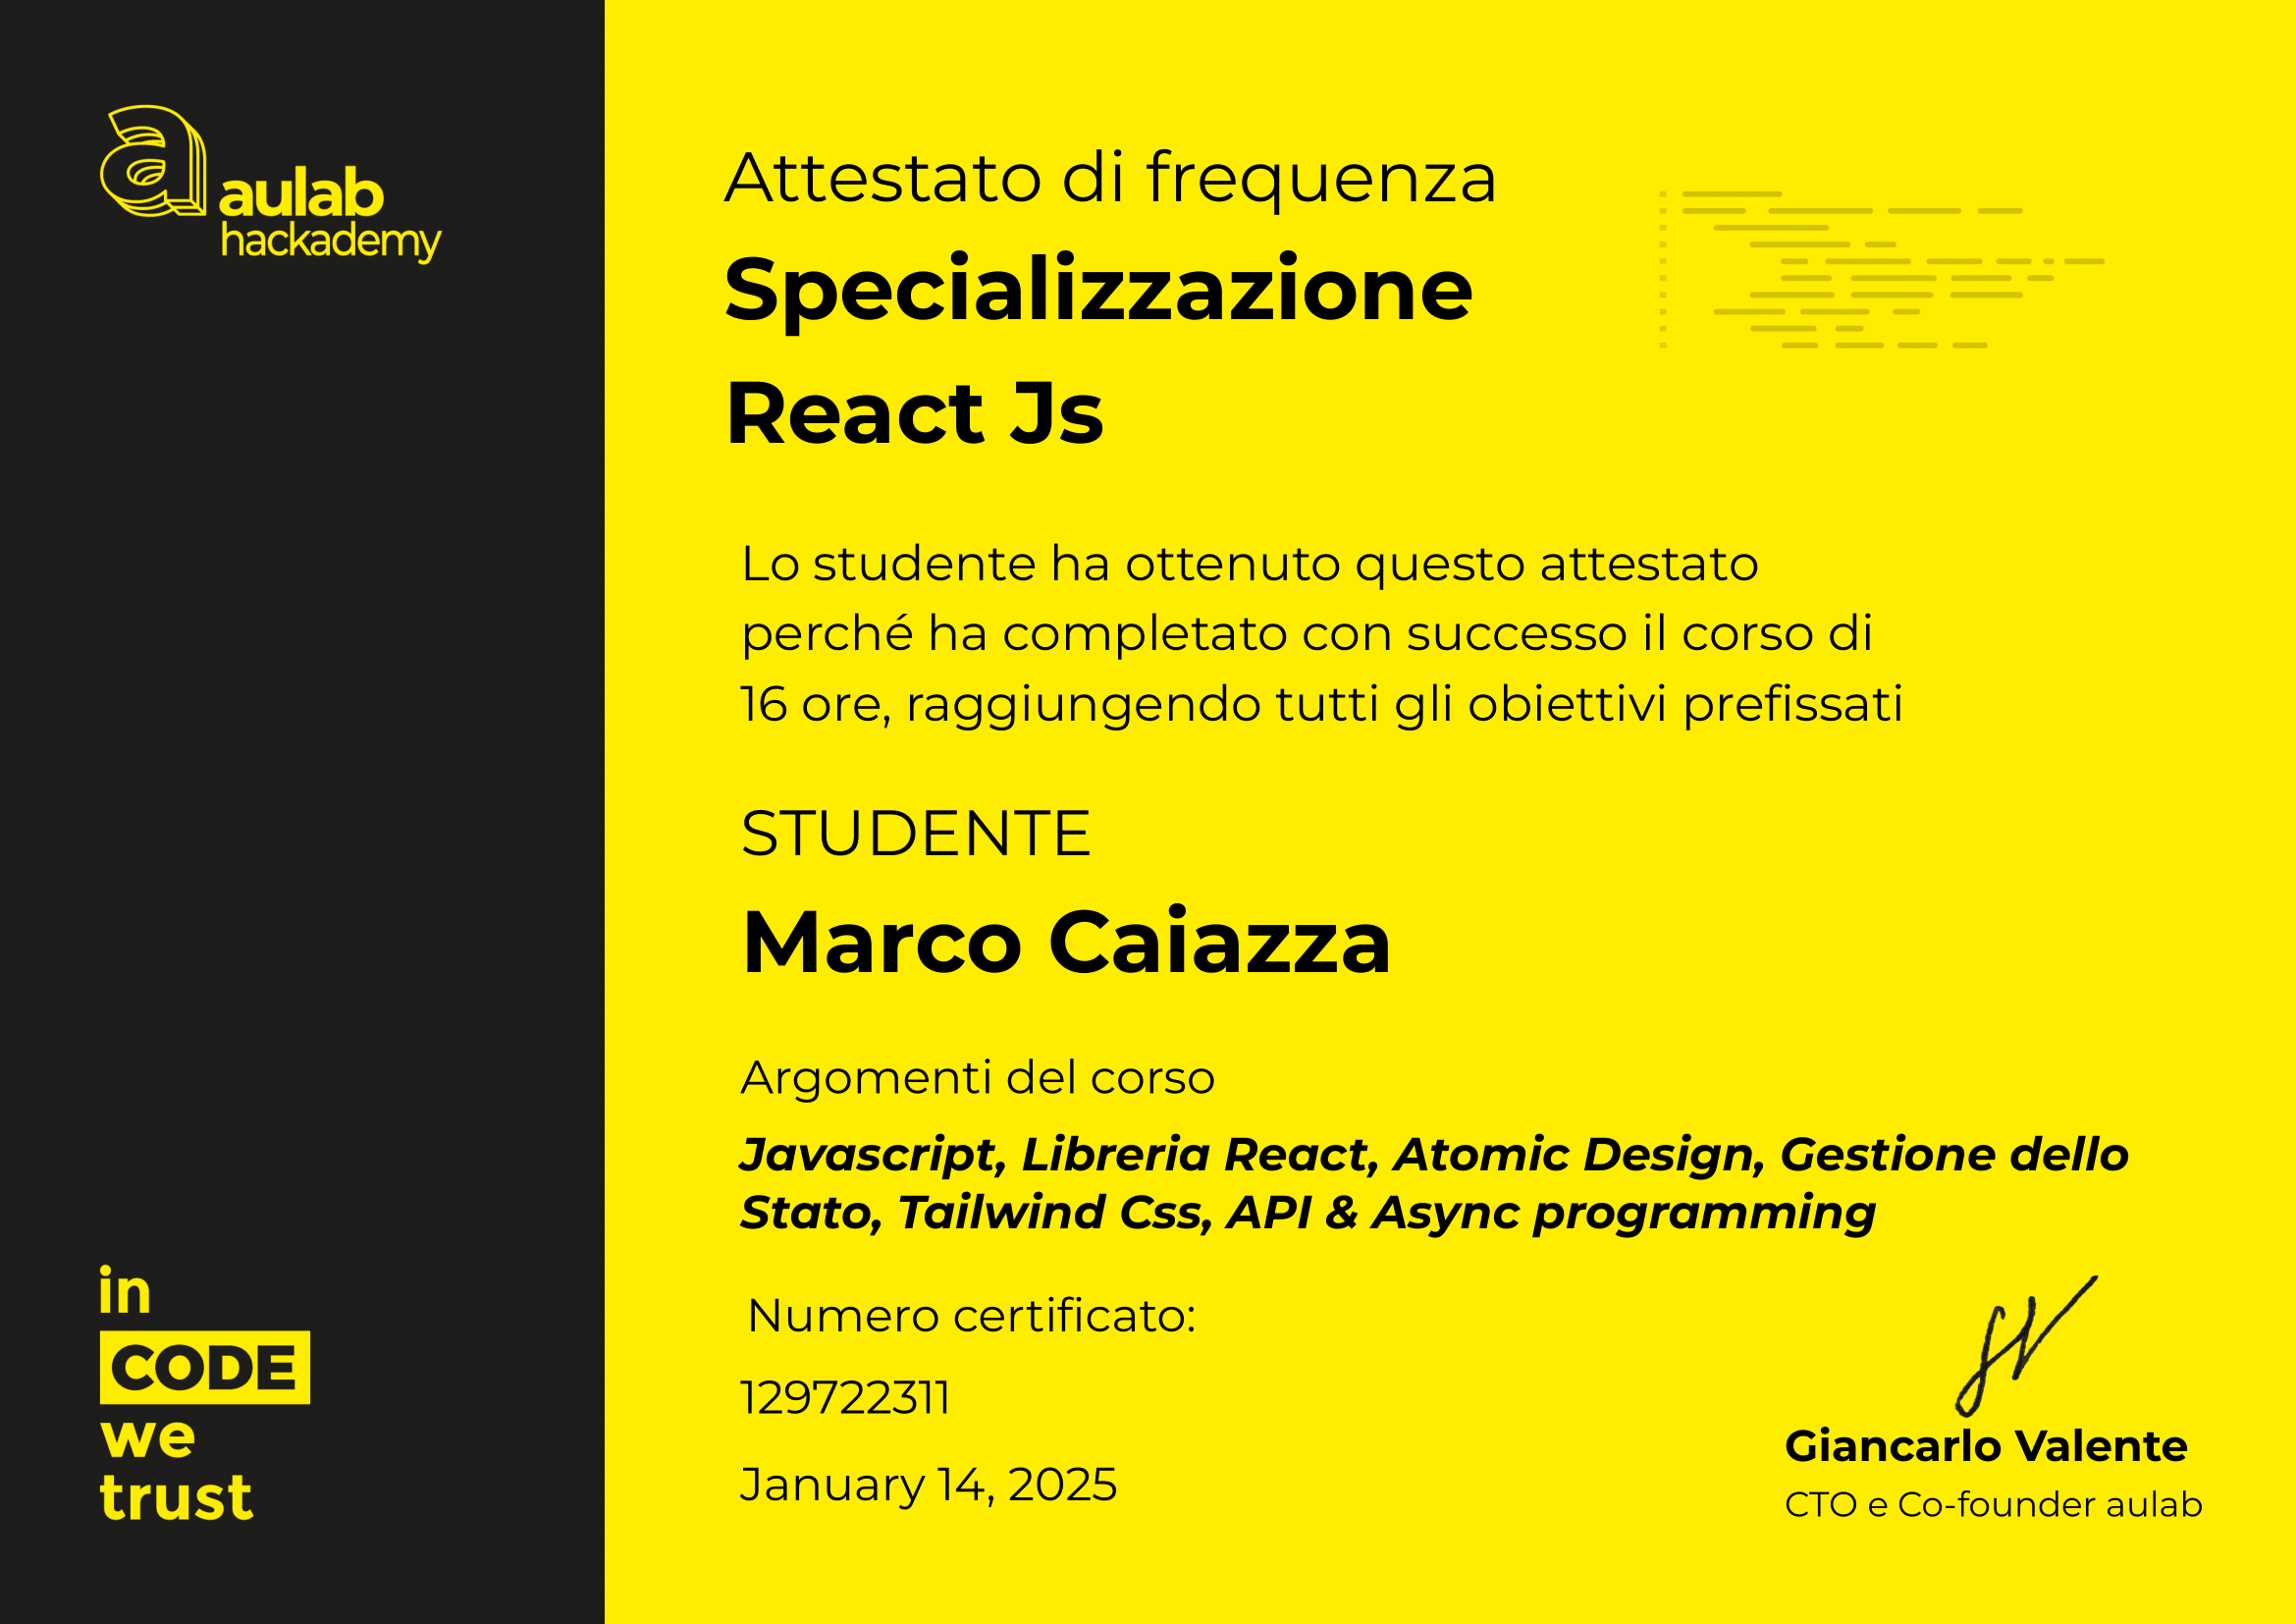 aulab
hackademy
Attestato di frequenza
Specializzazione
React Js
Lo studente ha ottenuto questo attestato
perché ha completato con successo il corso di
16 ore, raggiungendo tutti gli obiettivi prefissati
STUDENTE
Marco Caiazza
Argomenti del corso
Javascript, Libreria React, Atomic Design, Gestione dello
Stato, Tailwind Css, API & Async programming
Numero certificato:
129722311
January 14, 2025
in
CODE
we
trust
Giancarlo Valente
CTO e Co-founder aulab